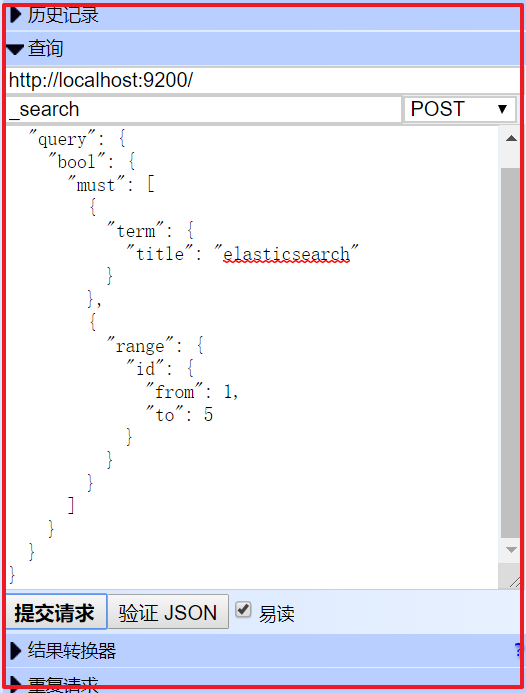 历史记录
查询
http://localhost:9200/
_search POST
"query": {
"bool": {
"must": [
{
"term": {
"title": "elasticsearch"
}
},
{
"range": {
"id": {
"from": 1,
"to": 5
}
}
}
]
}
}
}
提交请求 验证 JSON 易读
结果转换器 ?
重复请求